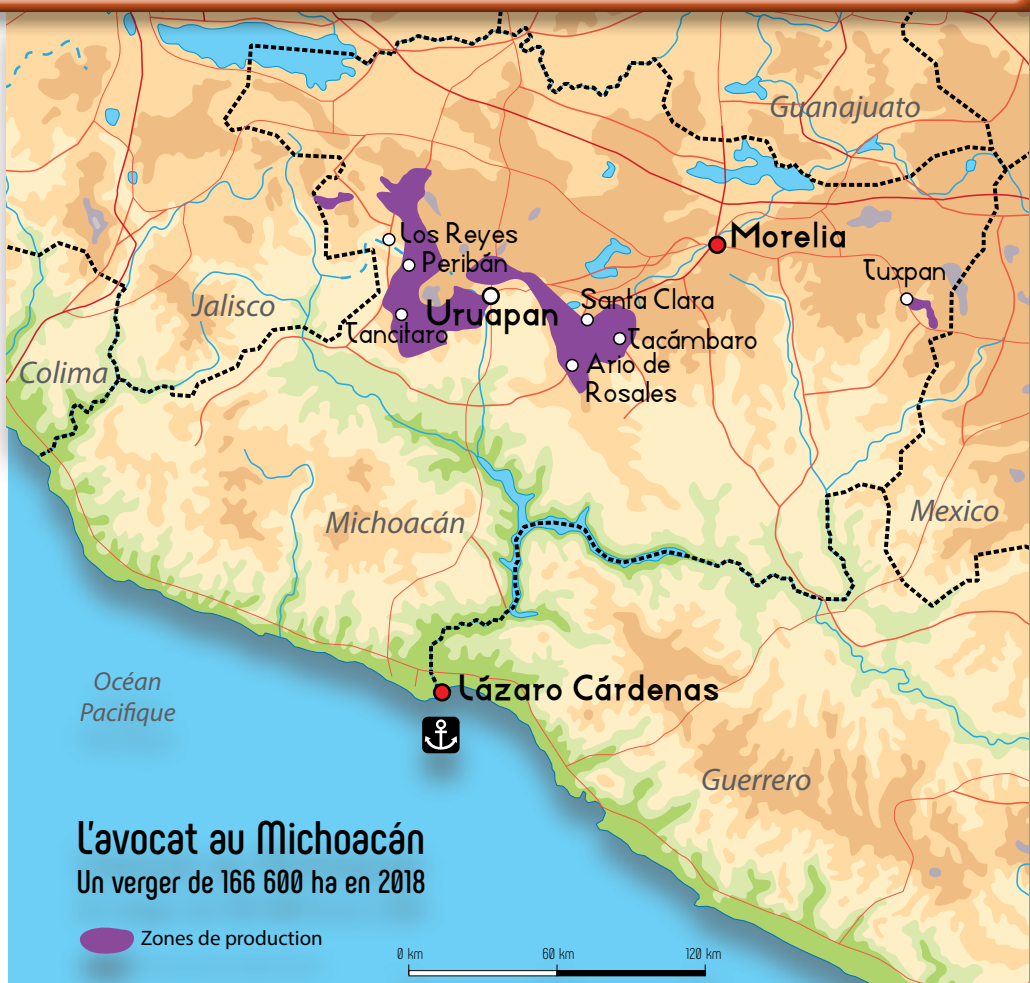 Guanajuato
Morelia
Los Reyes
Peribán
Tuxpan
Jalisco
Uruapan
Santa Clara
Tancitaro
Tacámbaro
Colima
Ario de
Rosales
Michoacán
Mexico
Océan
Pacifique
Lázaro Cárdenas
Guerrero
L'avocat au Michoacán
Un verger de 166 600 ha en 2018
Zones de production
0 km
60 km
120 km